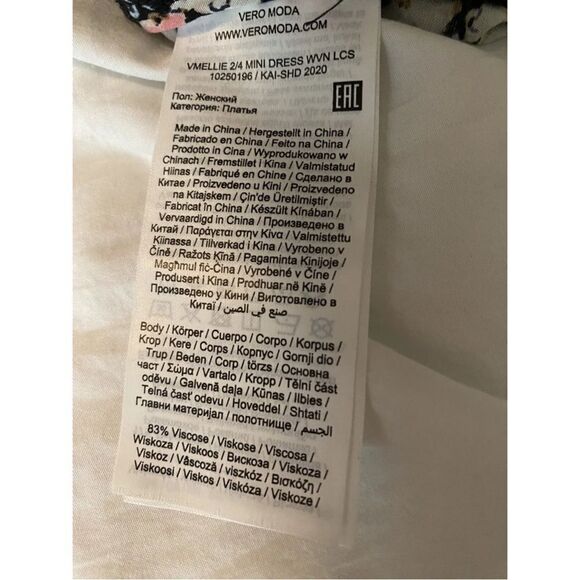 VERO MODA
WWW.VEROMODA.COM
VMELLIE 2/4 MINI DRESS WVN LCS
10250196 / KAI-SHD 2020
Пол: Женский
Категория: Платья
EAC
Made in China / Hergestellt in China /
Fabricado en China / Feito na China /
Prodotto in Cina / Wyprodukowano w
Chinach / Fremstillet i Kina / Valmistatud
Hiinas / Fabriqué en Chine / Сделано в
Китае / Proizvedeno u Kini / Proizvedeno
na Kitajskem / Çin'de Üretilmiştir /
Fabricat în China / Készült Kínában /
Vervaardigd in China / Произведено в
Китай / Παράγεται στην Κίνα / Valmistettu
Kiinassa / Tillverkad i Kina / Vyrobeno v
Číně / Ražots Ķīnā / Pagaminta Kinijoje /
Magħmul fiċ-Ċina / Vyrobené v Číne /
Produsert i Kina / Prodhuar në Kinë /
Произведено у Кини / Виготовлено в
Китаї / صنع في الصين
Body / Körper / Cuerpo / Corpo / Korpus /
Krop / Kere / Corps / Корпус / Gornji dio /
Trup / Beden / Corp / törzs / Основна
част / Σώμα / Vartalo / Kropp / Tělní část
oděvu / Galvenā daļa / Kūnas / Ilbies /
Telná časť odevu / Hoveddel / Shtati /
Главни материјал / полотнище / الجسم
83% Viscose / Viskose / Viscosa /
Wiskoza / Viskoos / Вискоза / Viskoza /
Viskoz / Vâscoză / viszkóz / Βισκόζη /
Viskoosi / Viskos / Viskóza / Viskoze /